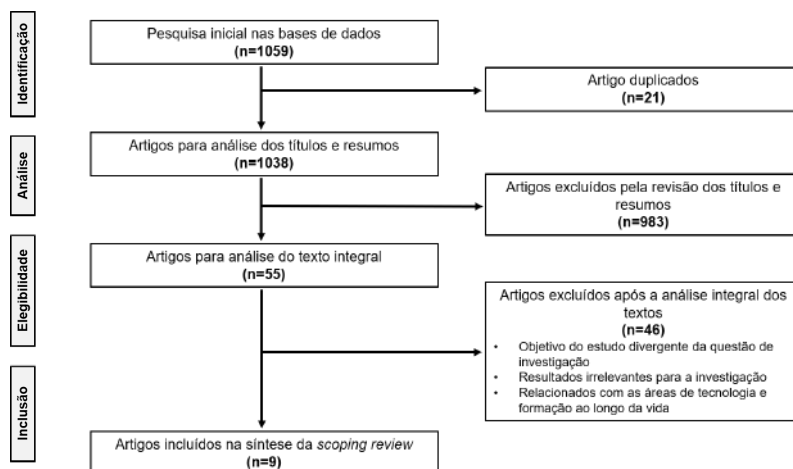 Identificação
Pesquisa inicial nas bases de dados
(n=1059)
Artigo duplicados
(n=21)
Análise
Artigos para análise dos títulos e resumos
(n=1038)
Artigos excluídos pela revisão dos títulos e
resumos
(n=983)
Elegibilidade
Artigos para análise do texto integral
(n=55)
Artigos excluídos após a análise integral dos
textos
(n=46)
• Objetivo do estudo divergente da questão de
investigação
• Resultados irrelevantes para a investigação
• Relacionados com as áreas de tecnologia e
formação ao longo da vida
Inclusão
Artigos incluídos na síntese da scoping review
(n=9)